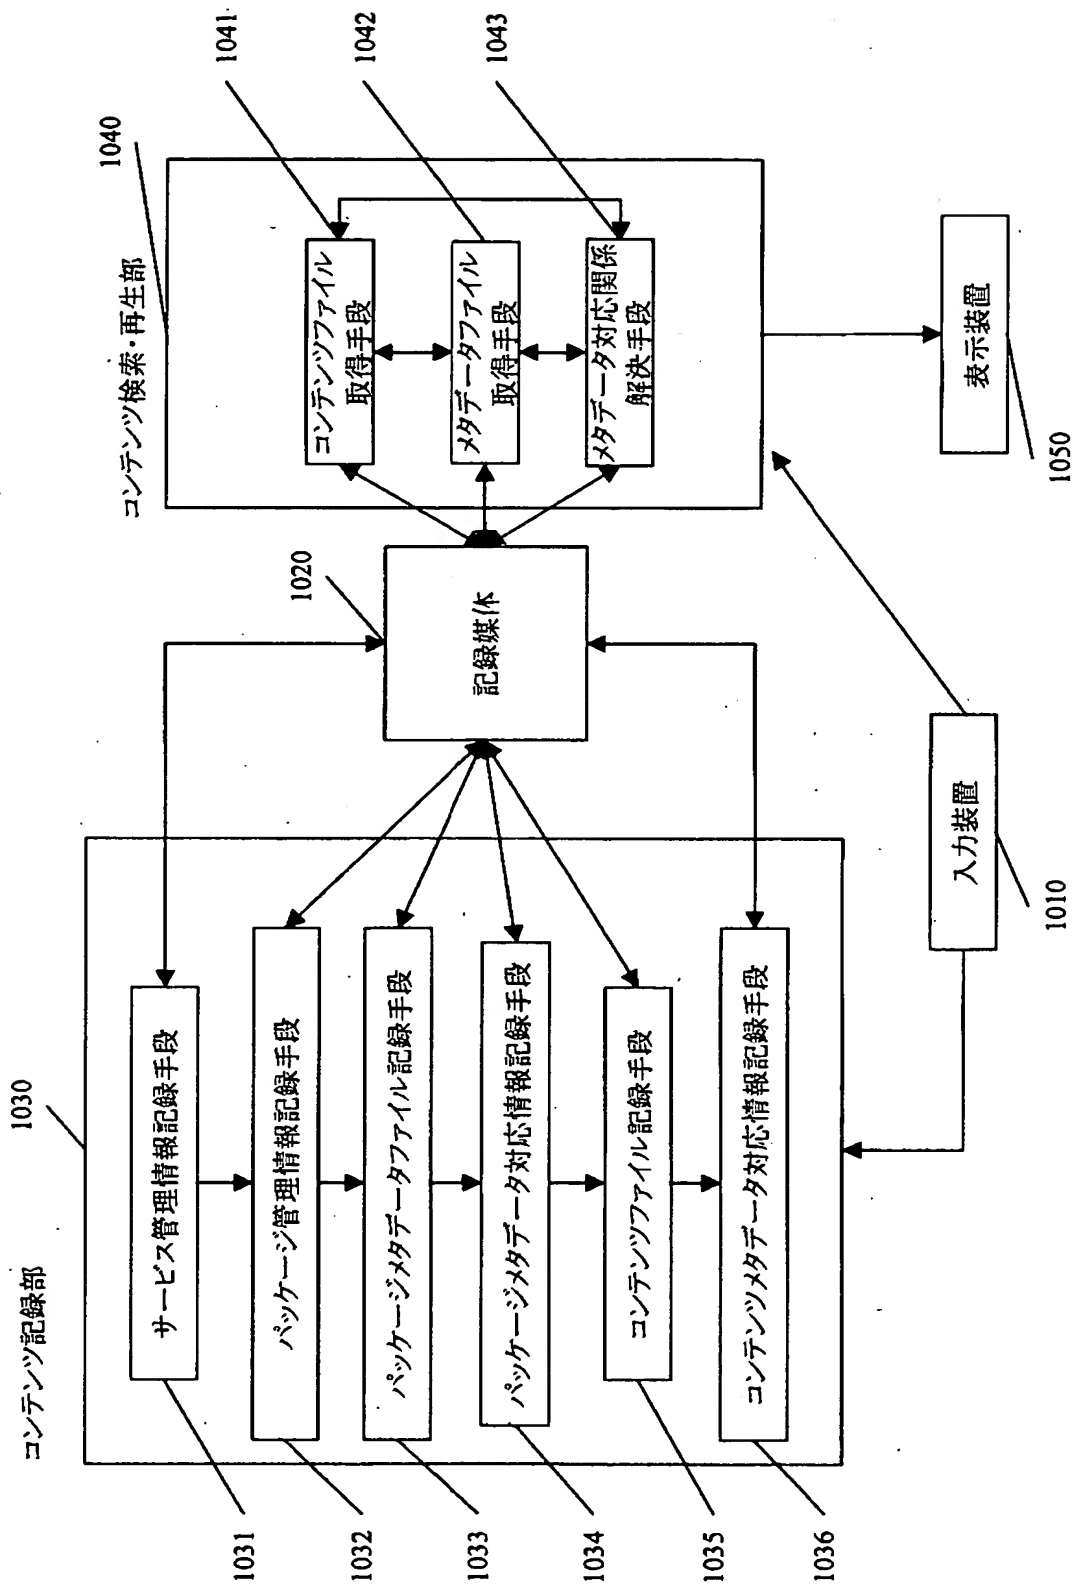 コンテンツ記録部
1030
サービス管理情報記録手段
1031
パッケージ管理情報記録手段
1032
パッケージメタデータファイル記録手段
1033
パッケージメタデータ対応情報記録手段
1034
コンテンツファイル記録手段
1035
コンテンツメタデータ対応情報記録手段
1036
記録媒体
1020
コンテンツ検索・再生部
1040
コンテンツファイル
取得手段
1041
メタデータファイル
取得手段
1042
メタデータ対応関係
解決手段
1043
入力装置
1010
表示装置
1050